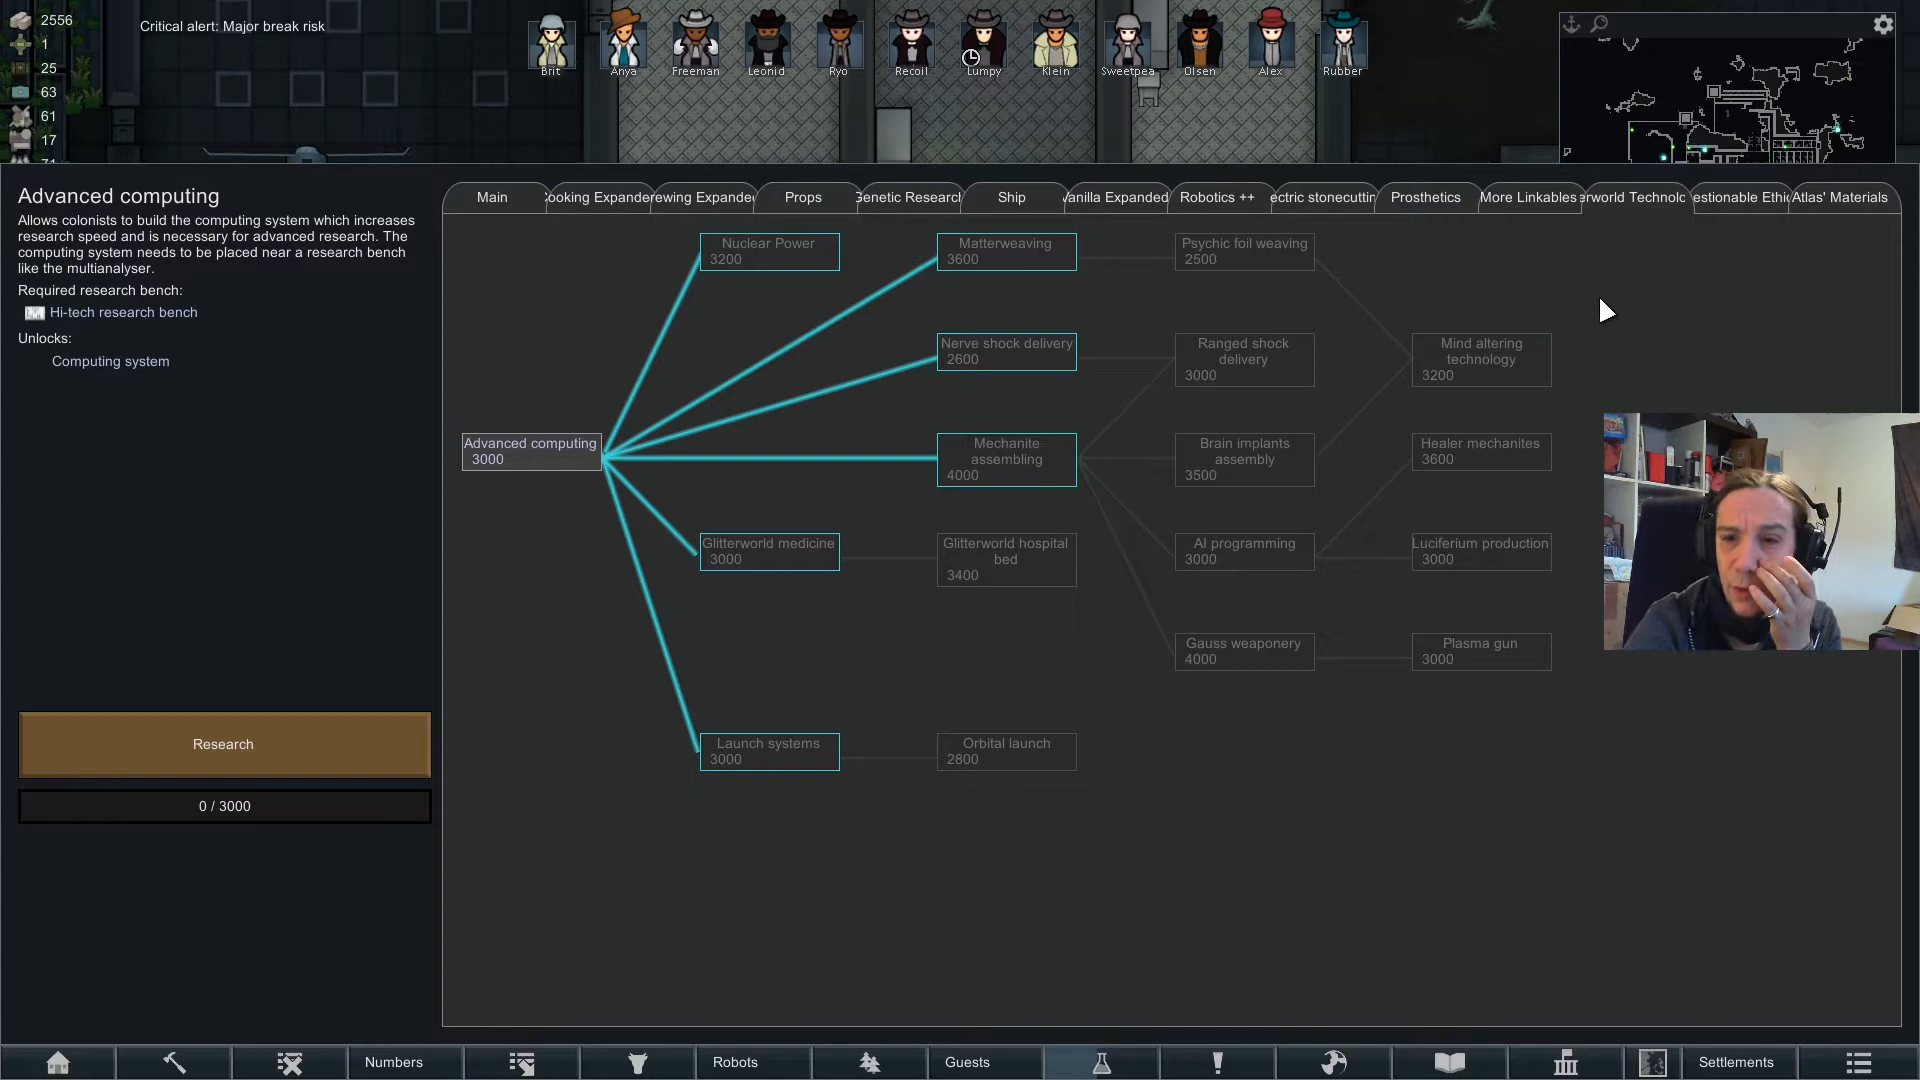 2556
1
25
63
61
17
Critical alert: Major break risk
Brit
Anya
Freeman
Leonid
Ryo
Recoil
Lumpy
Klein
Sweetpea
Olsen
Alex
Rubber
Main
Cooking Expande
rewing Expanded
Props
Genetic Research
Ship
Vanilla Expanded
Robotics ++
ectric stonecuttin
Prosthetics
More Linkables
erworld Technolo
estionable Ethic
Atlas' Materials
Advanced computing
Allows colonists to build the computing system which increases
research speed and is necessary for advanced research. The
computing system needs to be placed near a research bench
like the multianalyser.
Required research bench:
Hi-tech research bench
Unlocks:
Computing system
Research
0 / 3000
Nuclear Power
3200
Matterweaving
3600
Psychic foil weaving
2500
Nerve shock delivery
2600
Ranged shock
delivery
3000
Mind altering
technology
3200
Advanced computing
3000
Mechanite
assembling
4000
Brain implants
assembly
3500
Healer mechanites
3600
Glitterworld medicine
3000
Glitterworld hospital
bed
3400
AI programming
3000
Luciferium production
3000
Gauss weaponery
4000
Plasma gun
3000
Launch systems
3000
Orbital launch
2800
Numbers
Robots
Guests
Settlements